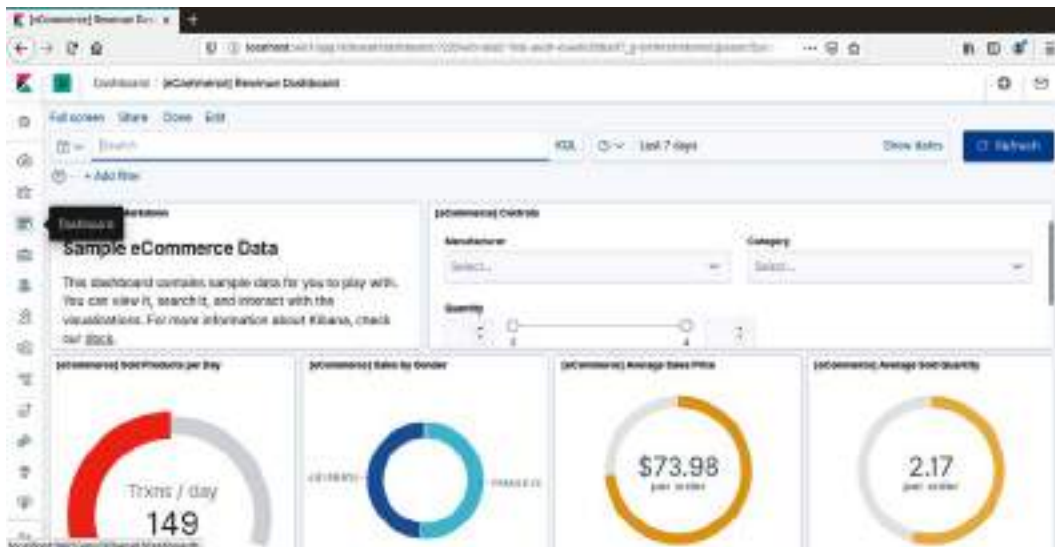 [eCommerce] Revenue Da
localhost
Dashboard / [eCommerce] Revenue Dashboard
Full screen Share Clone Edit
Search
KQL
Last 7 days
Show dates
Refresh
+ Add filter
Dashboard
Markdown
Sample eCommerce Data
This dashboard contains sample data for you to play with.
You can view it, search it, and interact with the
visualizations. For more information about Kibana, check
our docs.
[eCommerce] Controls
Manufacturer
Select...
Category
Select...
Quantity
[eCommerce] Sold Products per Day
Trxns / day
149
[eCommerce] Sales by Gender
[eCommerce] Average Sales Price
$73.98
per order
[eCommerce] Average Sold Quantity
2.17
per order